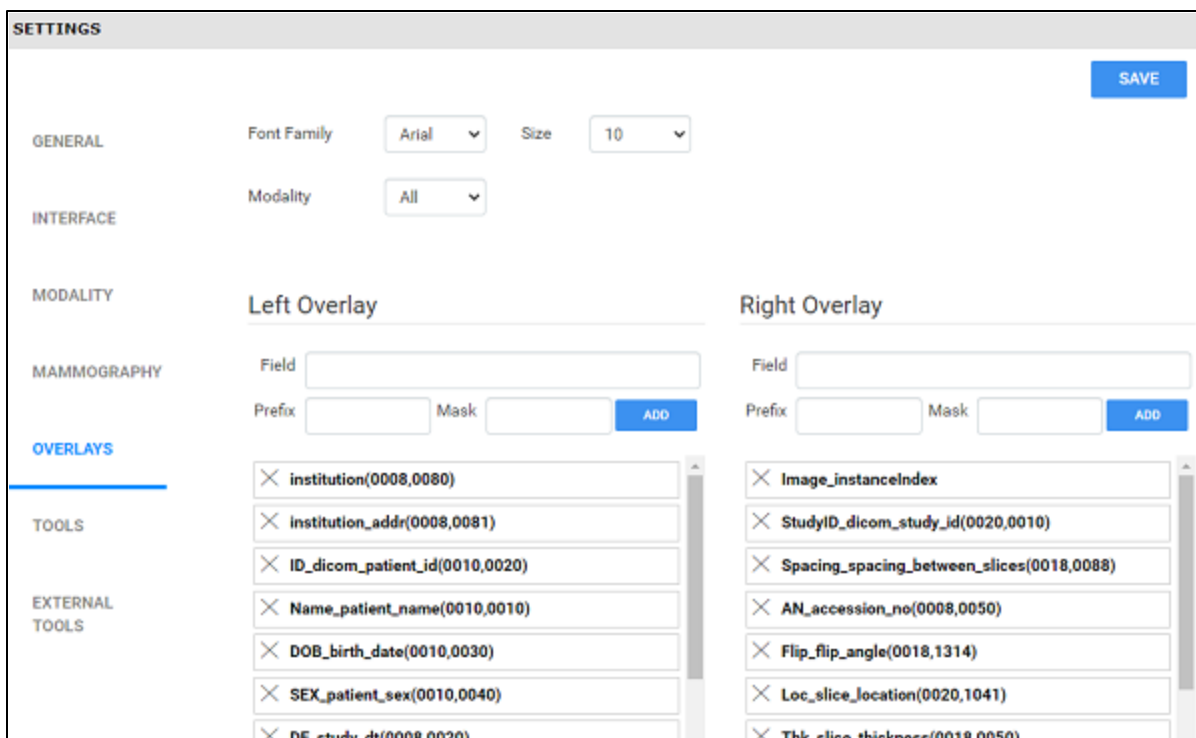 SETTINGS
SAVE
GENERAL
INTERFACE
MODALITY
MAMMOGRAPHY
OVERLAYS
TOOLS
EXTERNAL
TOOLS
Font Family Arial Size 10
Modality All
Left Overlay
Field
Prefix Mask ADD
institution(0008,0080)
institution_addr(0008,0081)
ID_dicom_patient_id(0010,0020)
Name_patient_name(0010,0010)
DOB_birth_date(0010,0030)
SEX_patient_sex(0010,0040)
Right Overlay
Field
Prefix Mask ADD
Image_instanceIndex
StudyID_dicom_study_id(0020,0010)
Spacing_spacing_between_slices(0018,0088)
AN_accession_no(0008,0050)
Flip_flip_angle(0018,1314)
Loc_slice_location(0020,1041)
Thk_slice_thickness(0018,0050)